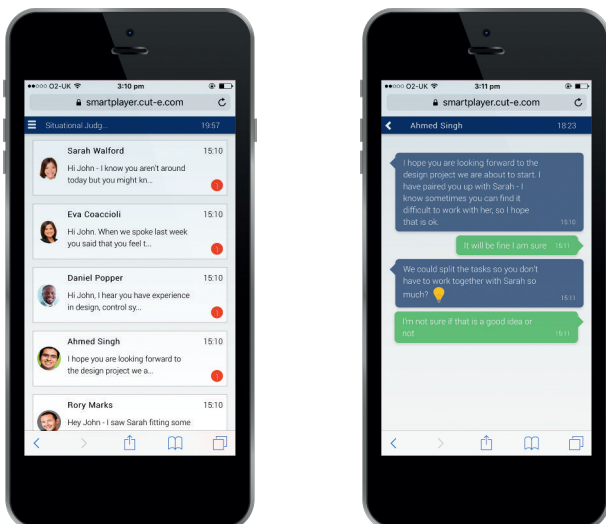 ●●○○○ O2-UK 3:10 pm
smartplayer.cut-e.com
Situational Judg... 19:57
Sarah Walford 15:10
Hi John - I know you aren't around
today but you might kn...
1
Eva Coaccioli 15:10
Hi John. When we spoke last week
you said that you feel t...
1
Daniel Popper 15:10
Hi John, I hear you have experience
in design, control sy...
1
Ahmed Singh 15:10
I hope you are looking forward to
the design project we a...
1
Rory Marks 15:10
Hey John - I saw Sarah fitting some
●●○○○ O2-UK 3:11 pm
smartplayer.cut-e.com
Ahmed Singh 18:23
I hope you are looking forward to the
design project we are about to start. I
have paired you up with Sarah - I
know sometimes you can find it
difficult to work with her, so I hope
that is ok. 15:10
It will be fine I am sure 15:11
We could split the tasks so you don't
have to work together with Sarah so
much? 15:11
I'm not sure if that is a good idea or
not 15:11